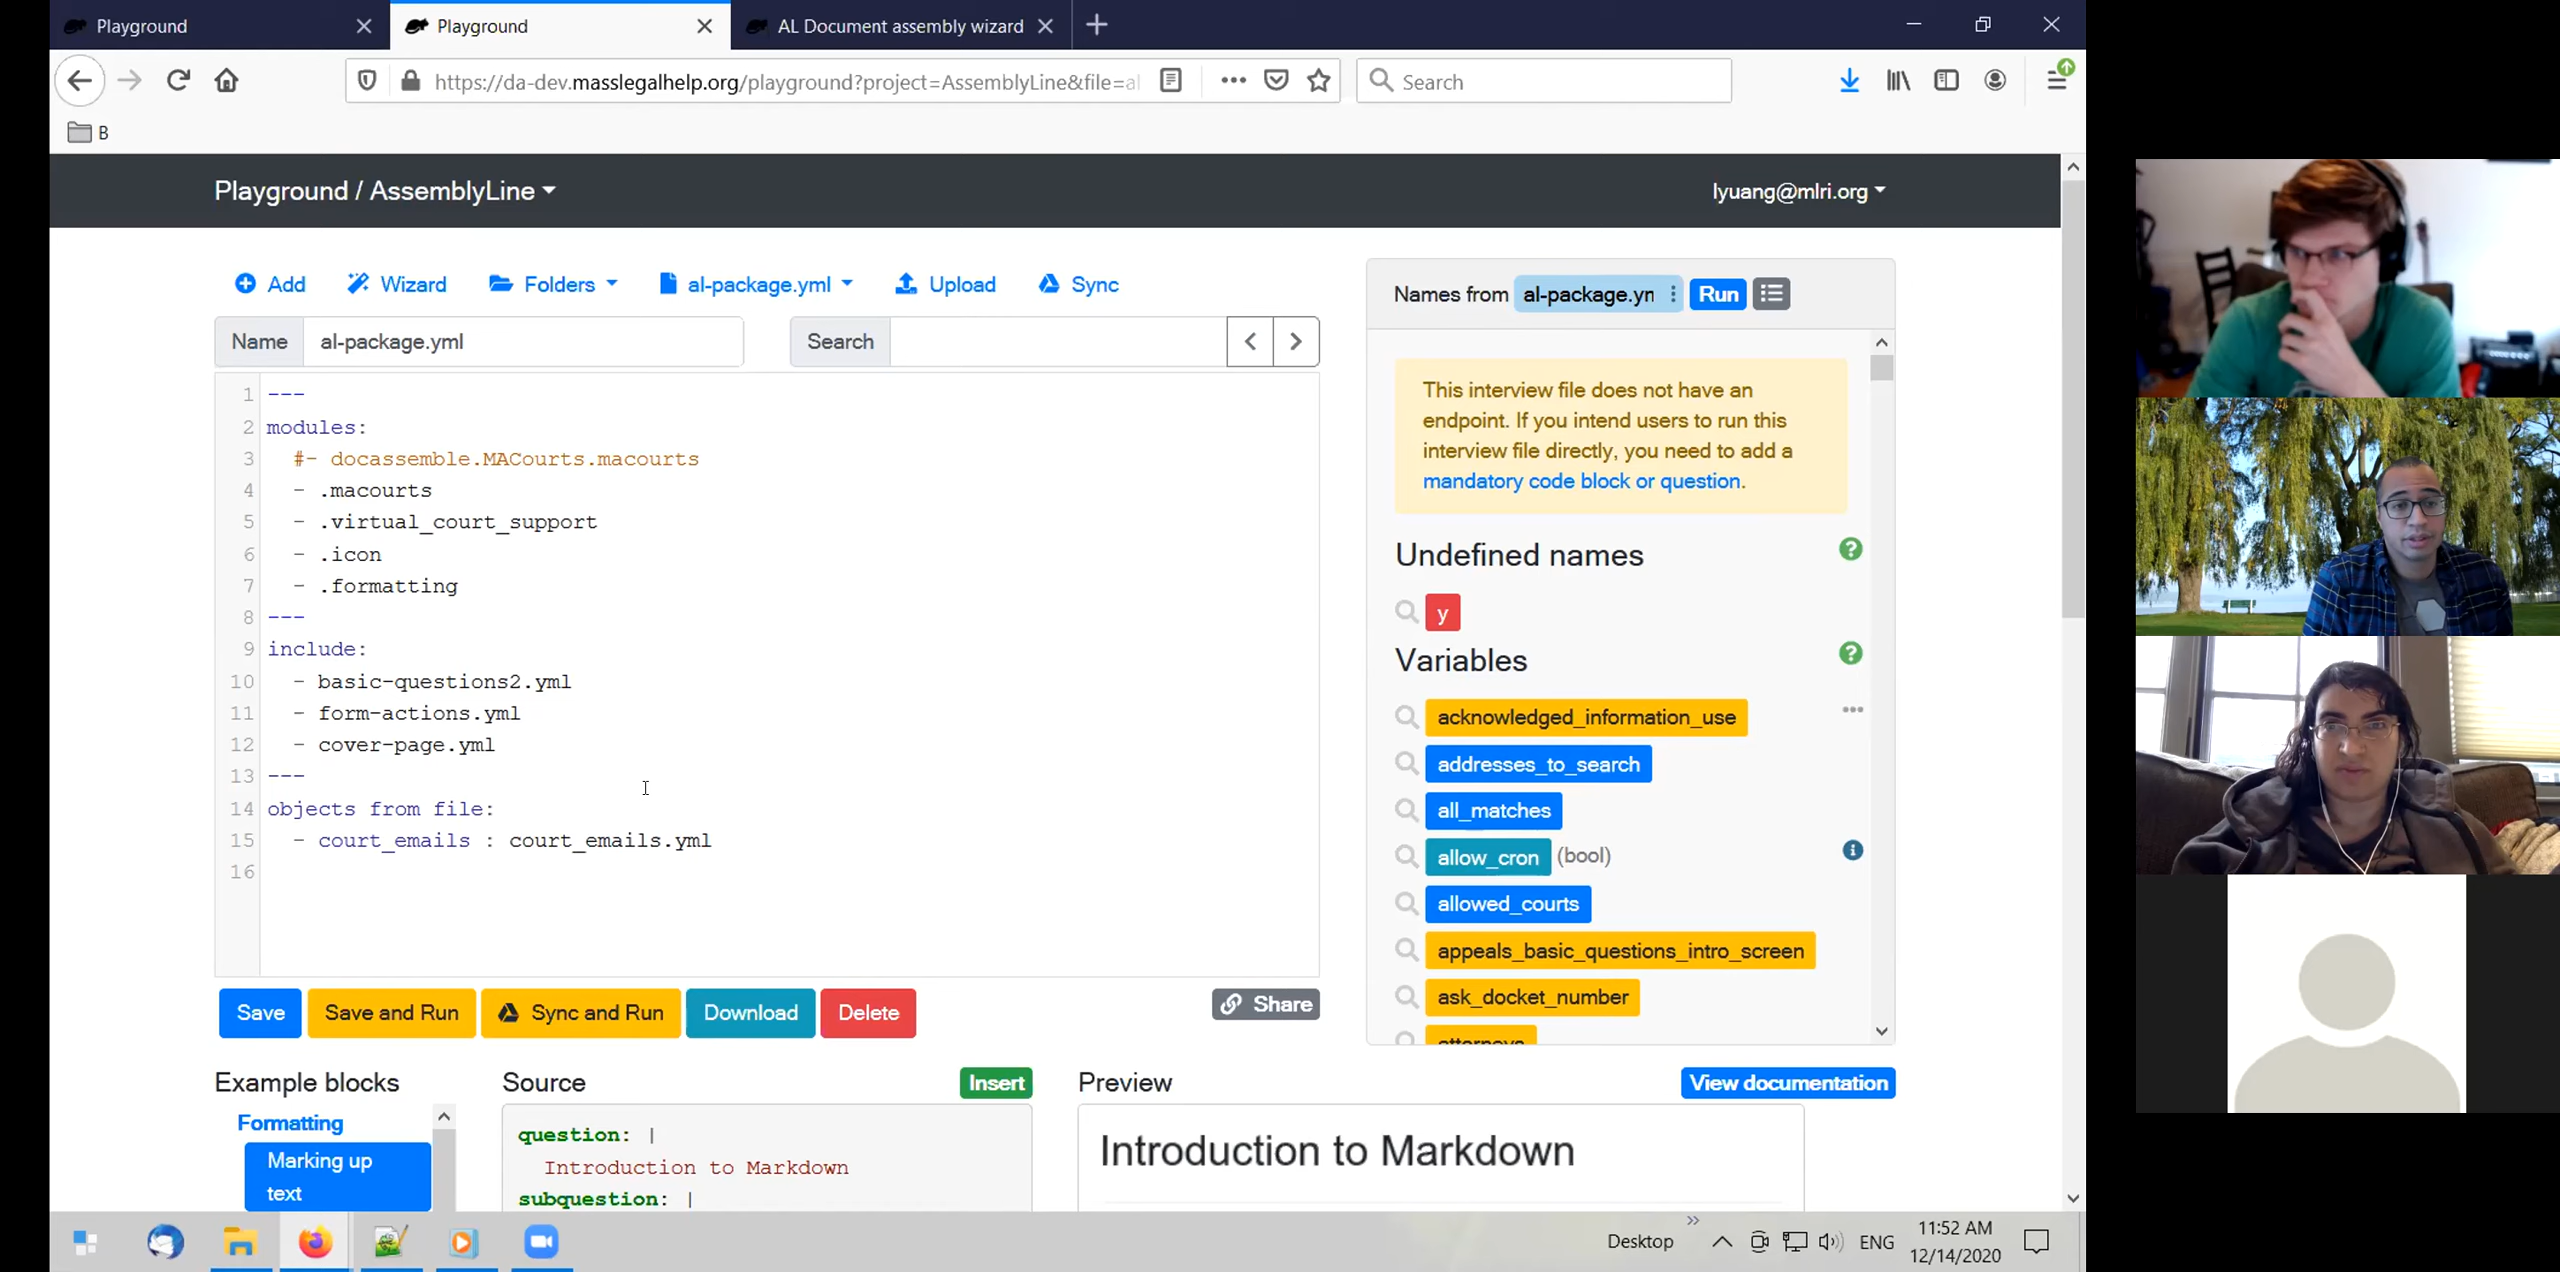 Playground
Playground
AL Document assembly wizard
https://da-dev.masslegalhelp.org/playground?project=AssemblyLine&file=al
Search
B
Playground / AssemblyLine
lyuang@mlri.org
Add
Wizard
Folders
al-package.yml
Upload
Sync
Name
al-package.yml
Search
1 ---
2 modules:
3 #- docassemble.MACourts.macourts
4 - .macourts
5 - .virtual_court_support
6 - .icon
7 - .formatting
8 ---
9 include:
10 - basic-questions2.yml
11 - form-actions.yml
12 - cover-page.yml
13 ---
14 objects from file:
15 - court_emails : court_emails.yml
16
Names from al-package.ym Run
This interview file does not have an
endpoint. If you intend users to run this
interview file directly, you need to add a
mandatory code block or question.
Undefined names
y
Variables
acknowledged_information_use
addresses_to_search
all_matches
allow_cron (bool)
allowed_courts
appeals_basic_questions_intro_screen
ask_docket_number
attorneys
Save
Save and Run
Sync and Run
Download
Delete
Share
Example blocks
Formatting
Marking up
text
Source
Insert
question: |
Introduction to Markdown
subquestion: |
Preview
View documentation
Introduction to Markdown
Desktop
ENG
11:52 AM
12/14/2020